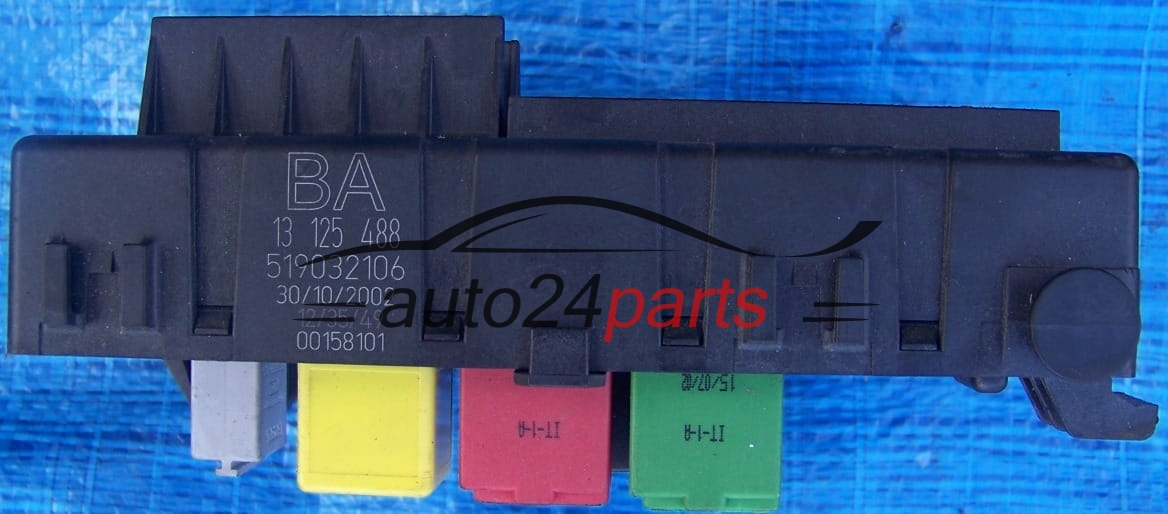 BA
13 125 488
519032106
30/10/2002
00158101
auto24parts
15/07/02
IT-1-A
IT-1-A